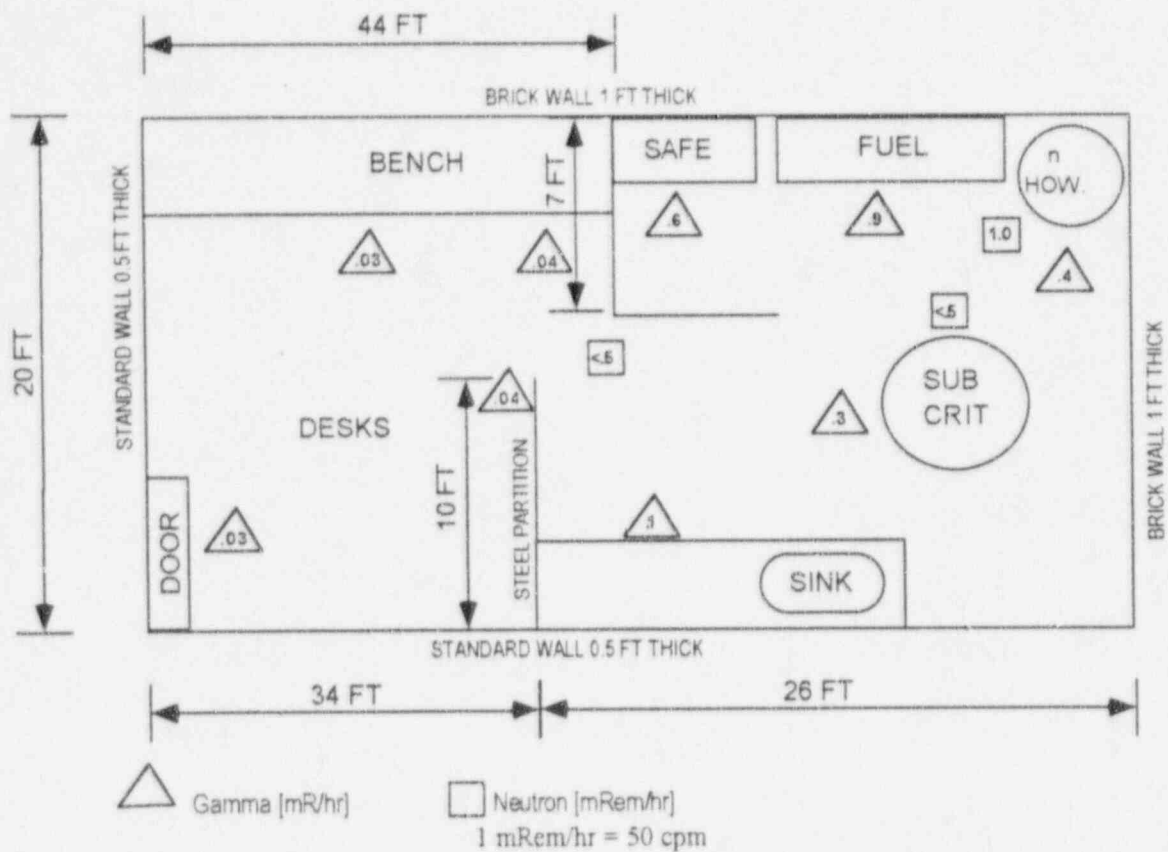 44 FT
BRICK WALL 1 FT THICK
BENCH
SAFE
FUEL
n
HOW.
7 FT
STANDARD WALL 0.5 FT THICK
20 FT
.03
.04
.6
.9
1.0
.4
<.5
<.5
BRICK WALL 1 FT THICK
SUB
CRIT
.04
.3
DESKS
10 FT
STEEL PARTITION
DOOR
.03
SINK
STANDARD WALL 0.5 FT THICK
34 FT
26 FT
Gamma [mR/hr]
Neutron [mRem/hr]
1 mRem/hr = 50 cpm